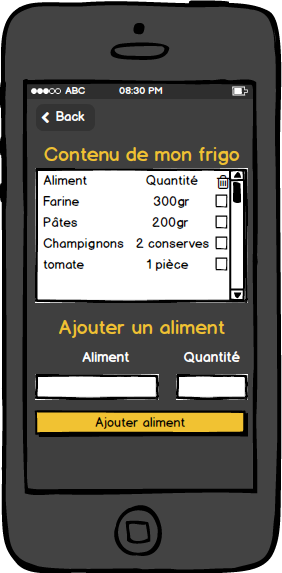 ABC 08:30 PM
Back
Contenu de mon frigo
Aliment Quantité
Farine 300gr
Pâtes 200gr
Champignons 2 conserves
tomate 1 pièce
Ajouter un aliment
Aliment Quantité
Ajouter aliment